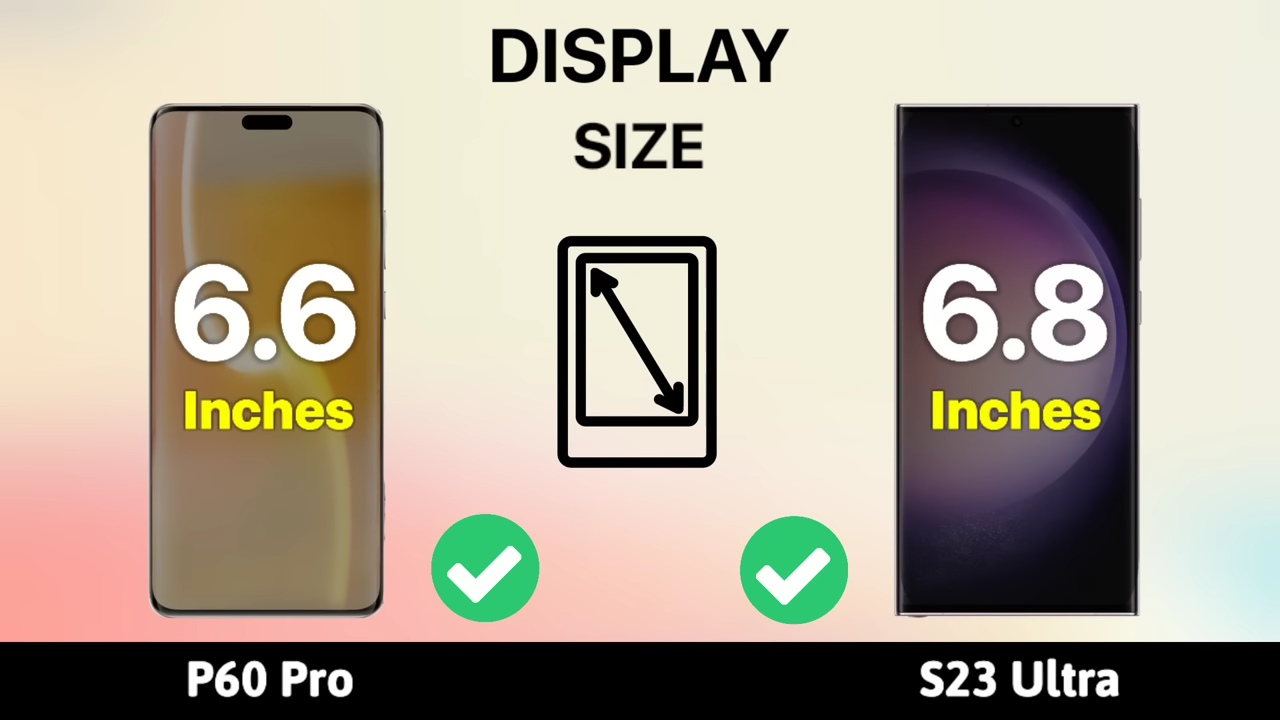 DISPLAY
SIZE
6.6
Inches
6.8
Inches
P60 Pro
S23 Ultra